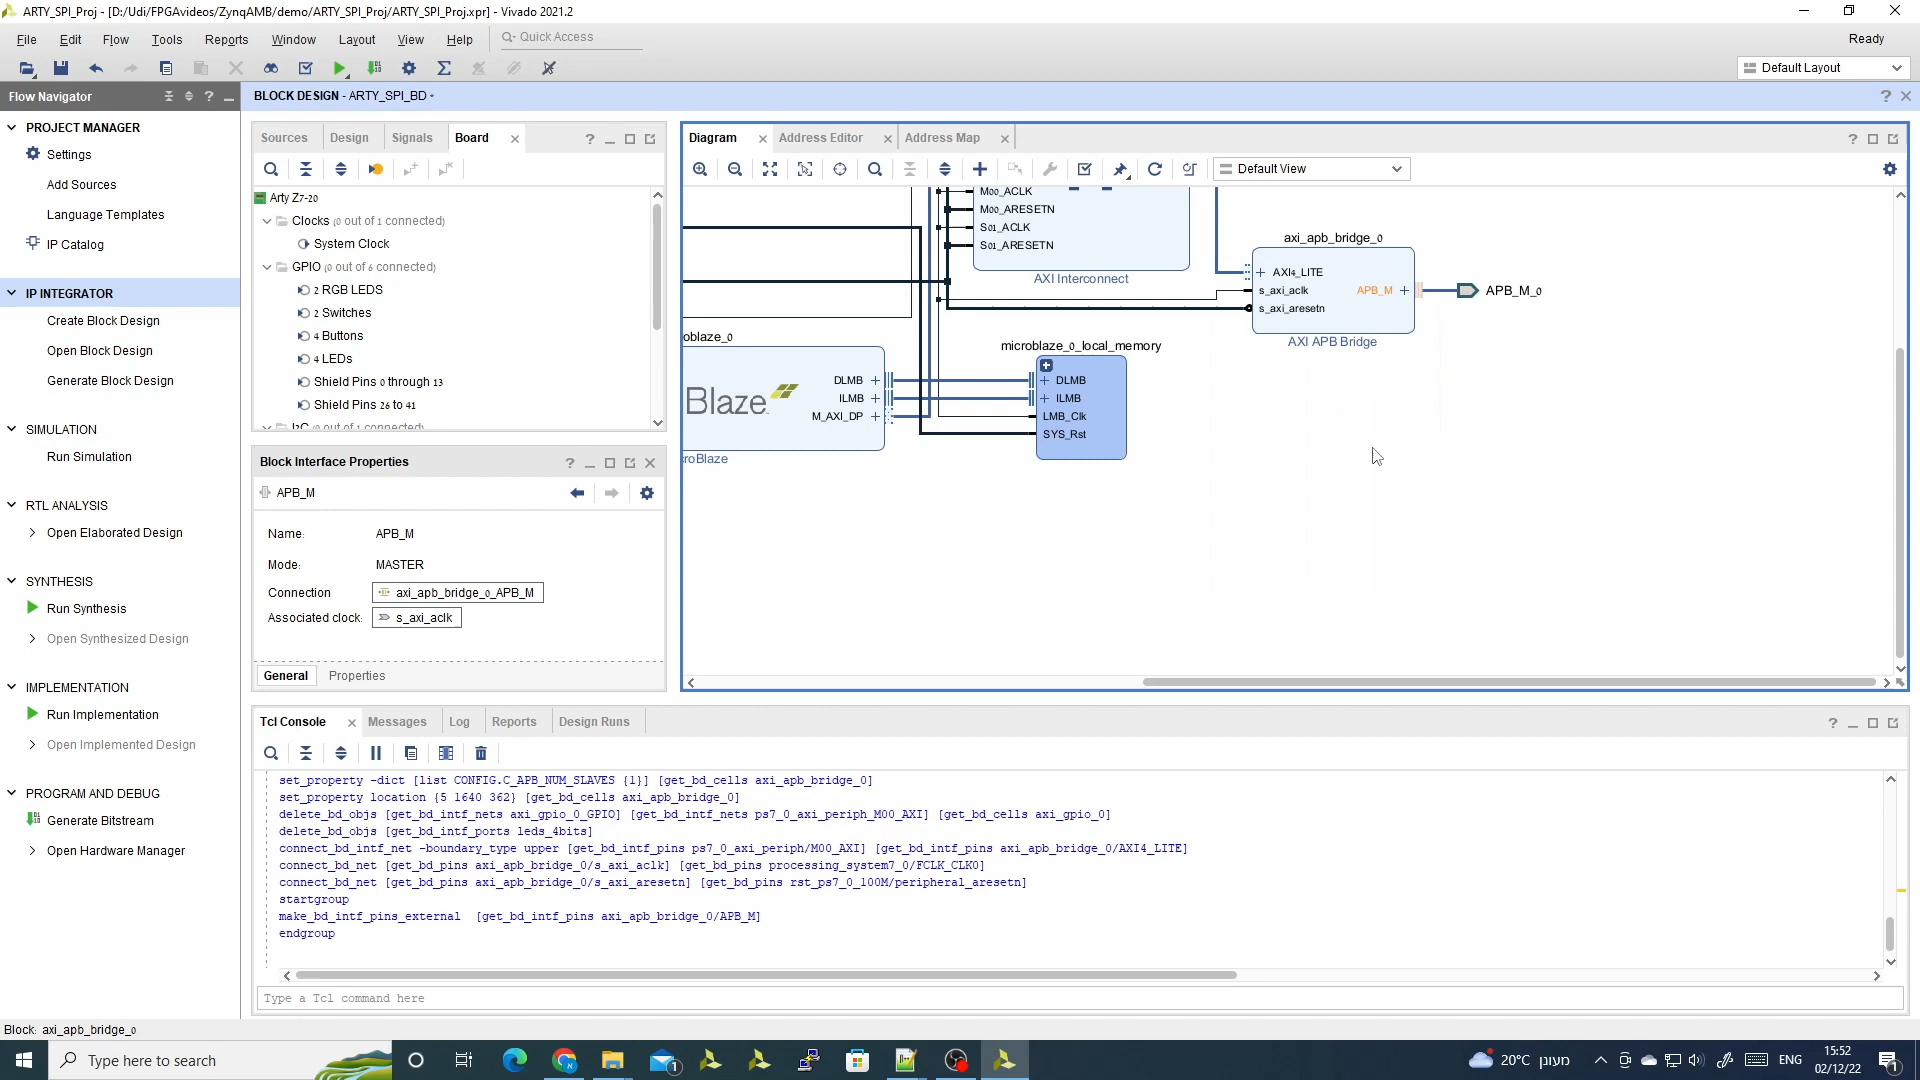 ARTY_SPI_Proj - [D:/Udi/FPGAvideos/ZynqAMB/demo/ARTY_SPI_Proj/ARTY_SPI_Proj.xpr] - Vivado 2021.2
File Edit Flow Tools Reports Window Layout View Help Quick Access
Ready
Default Layout
Flow Navigator
BLOCK DESIGN - ARTY_SPI_BD *
PROJECT MANAGER
Settings
Add Sources
Language Templates
IP Catalog
IP INTEGRATOR
Create Block Design
Open Block Design
Generate Block Design
SIMULATION
Run Simulation
RTL ANALYSIS
Open Elaborated Design
SYNTHESIS
Run Synthesis
Open Synthesized Design
IMPLEMENTATION
Run Implementation
Open Implemented Design
PROGRAM AND DEBUG
Generate Bitstream
Open Hardware Manager
Sources Design Signals Board
Arty Z7-20
Clocks (0 out of 1 connected)
System Clock
GPIO (0 out of 6 connected)
2 RGB LEDS
2 Switches
4 Buttons
4 LEDs
Shield Pins 0 through 13
Shield Pins 26 to 41
I2C (0 out of 1 connected)
Block Interface Properties
APB_M
Name: APB_M
Mode: MASTER
Connection axi_apb_bridge_0_APB_M
Associated clock: s_axi_aclk
General Properties
Diagram Address Editor Address Map
Default View
M00_ACLK
M00_ARESETN
S01_ACLK
S01_ARESETN
AXI Interconnect
axi_apb_bridge_0
AXI4_LITE
s_axi_aclk APB_M
s_axi_aresetn
AXI APB Bridge
APB_M_0
oblaze_0
Blaze
DLMB
ILMB
M_AXI_DP
roBlaze
microblaze_0_local_memory
DLMB
ILMB
LMB_Clk
SYS_Rst
Tcl Console Messages Log Reports Design Runs
set_property -dict [list CONFIG.C_APB_NUM_SLAVES {1}] [get_bd_cells axi_apb_bridge_0]
set_property location {5 1640 362} [get_bd_cells axi_apb_bridge_0]
delete_bd_objs [get_bd_intf_nets axi_gpio_0_GPIO] [get_bd_intf_nets ps7_0_axi_periph_M00_AXI] [get_bd_cells axi_gpio_0]
delete_bd_objs [get_bd_intf_ports leds_4bits]
connect_bd_intf_net -boundary_type upper [get_bd_intf_pins ps7_0_axi_periph/M00_AXI] [get_bd_intf_pins axi_apb_bridge_0/AXI4_LITE]
connect_bd_net [get_bd_pins axi_apb_bridge_0/s_axi_aclk] [get_bd_pins processing_system7_0/FCLK_CLK0]
connect_bd_net [get_bd_pins axi_apb_bridge_0/s_axi_aresetn] [get_bd_pins rst_ps7_0_100M/peripheral_aresetn]
startgroup
make_bd_intf_pins_external  [get_bd_intf_pins axi_apb_bridge_0/APB_M]
endgroup
Type a Tcl command here
Block: axi_apb_bridge_0
Type here to search
20°C מעונן
ENG
15:52
02/12/22